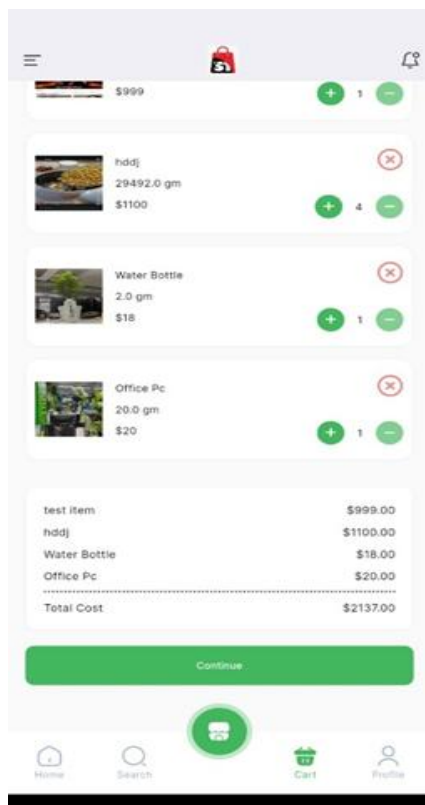 $999
1
hddj
29492.0 gm
$1100
4
Water Bottle
2.0 gm
$18
1
Office Pc
20.0 gm
$20
1
test item $999.00
hddj $1100.00
Water Bottle $18.00
Office Pc $20.00
Total Cost $2137.00
Continue
Home Search Cart Profile